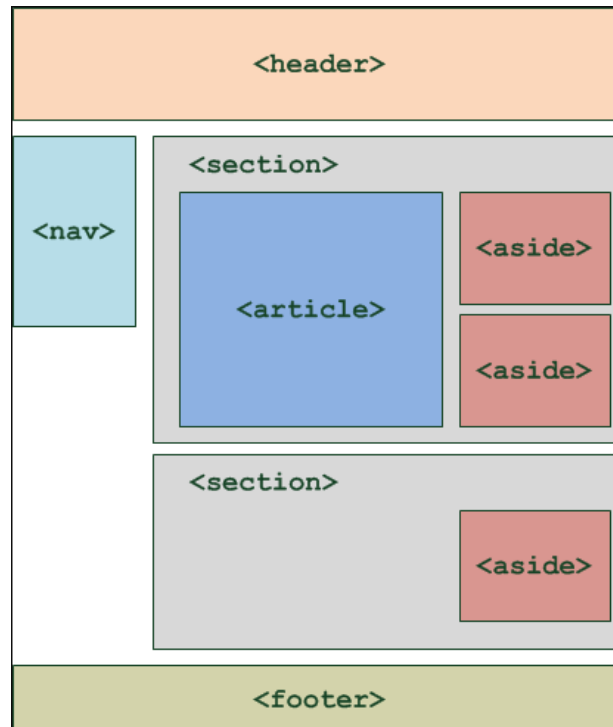 <header>
<section>
<nav>
<aside>
<article>
<aside>
<section>
<aside>
<footer>